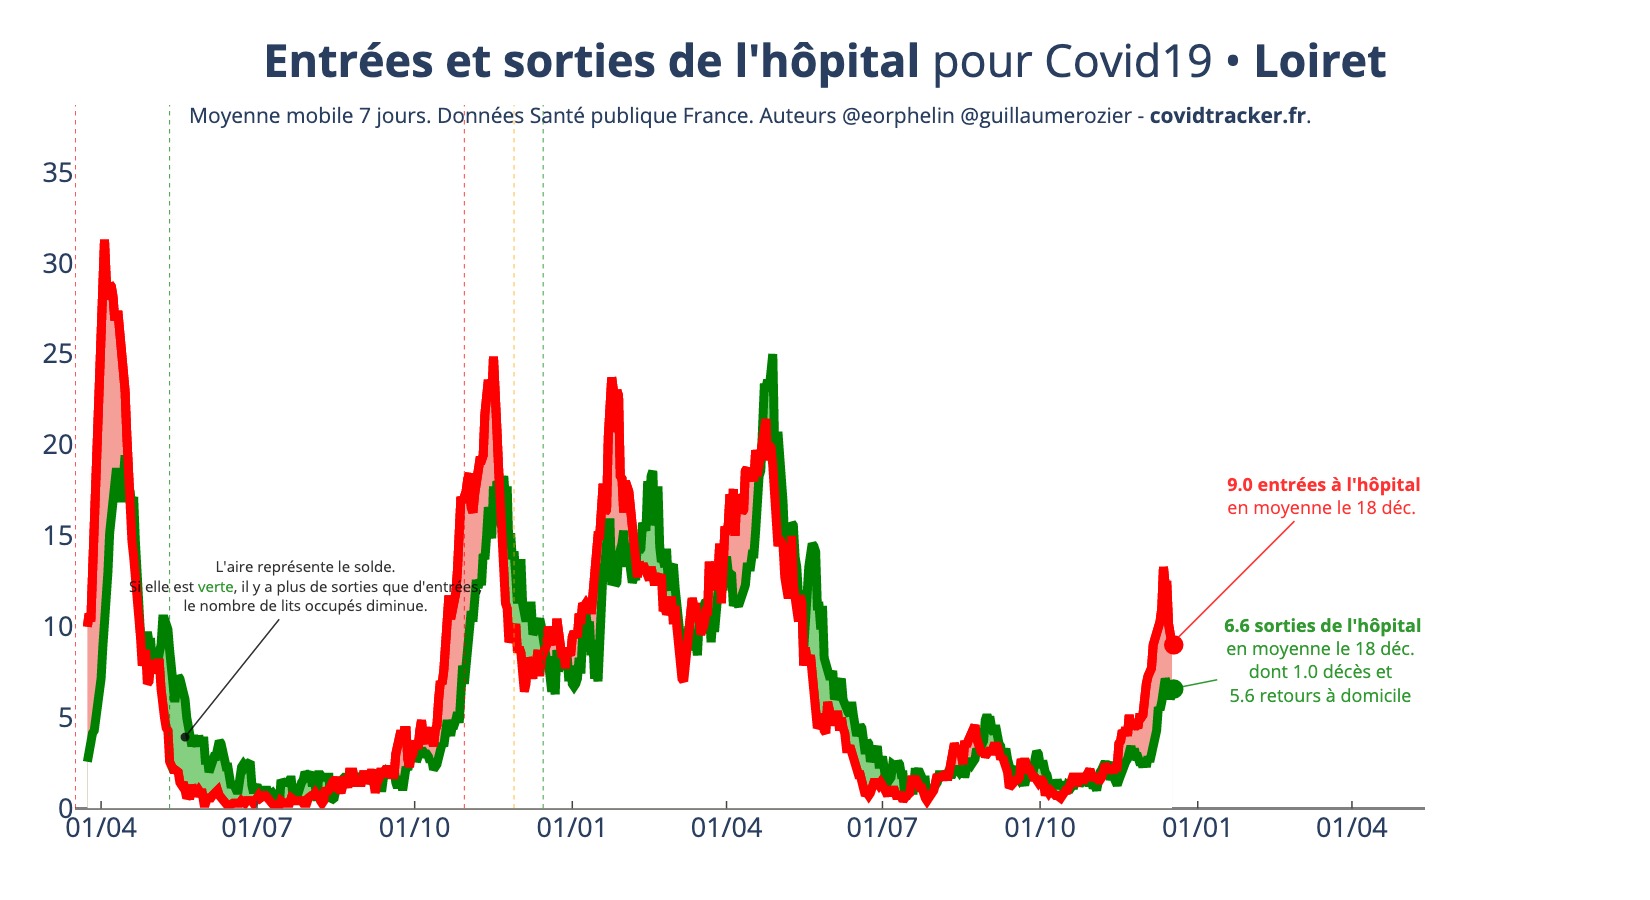 Entrées et sorties de l'hôpital pour Covid19 • Loiret
Moyenne mobile 7 jours. Données Santé publique France. Auteurs @eorphelin @guillaumerozier - covidtracker.fr.
35
30
25
20
15
10
5
0
9.0 entrées à l'hôpital
en moyenne le 18 déc.
L'aire représente le solde.
Si elle est verte, il y a plus de sorties que d'entrées,
le nombre de lits occupés diminue.
6.6 sorties de l'hôpital
en moyenne le 18 déc.
dont 1.0 décès et
5.6 retours à domicile
01/04 01/07 01/10 01/01 01/04 01/07 01/10 01/01 01/04